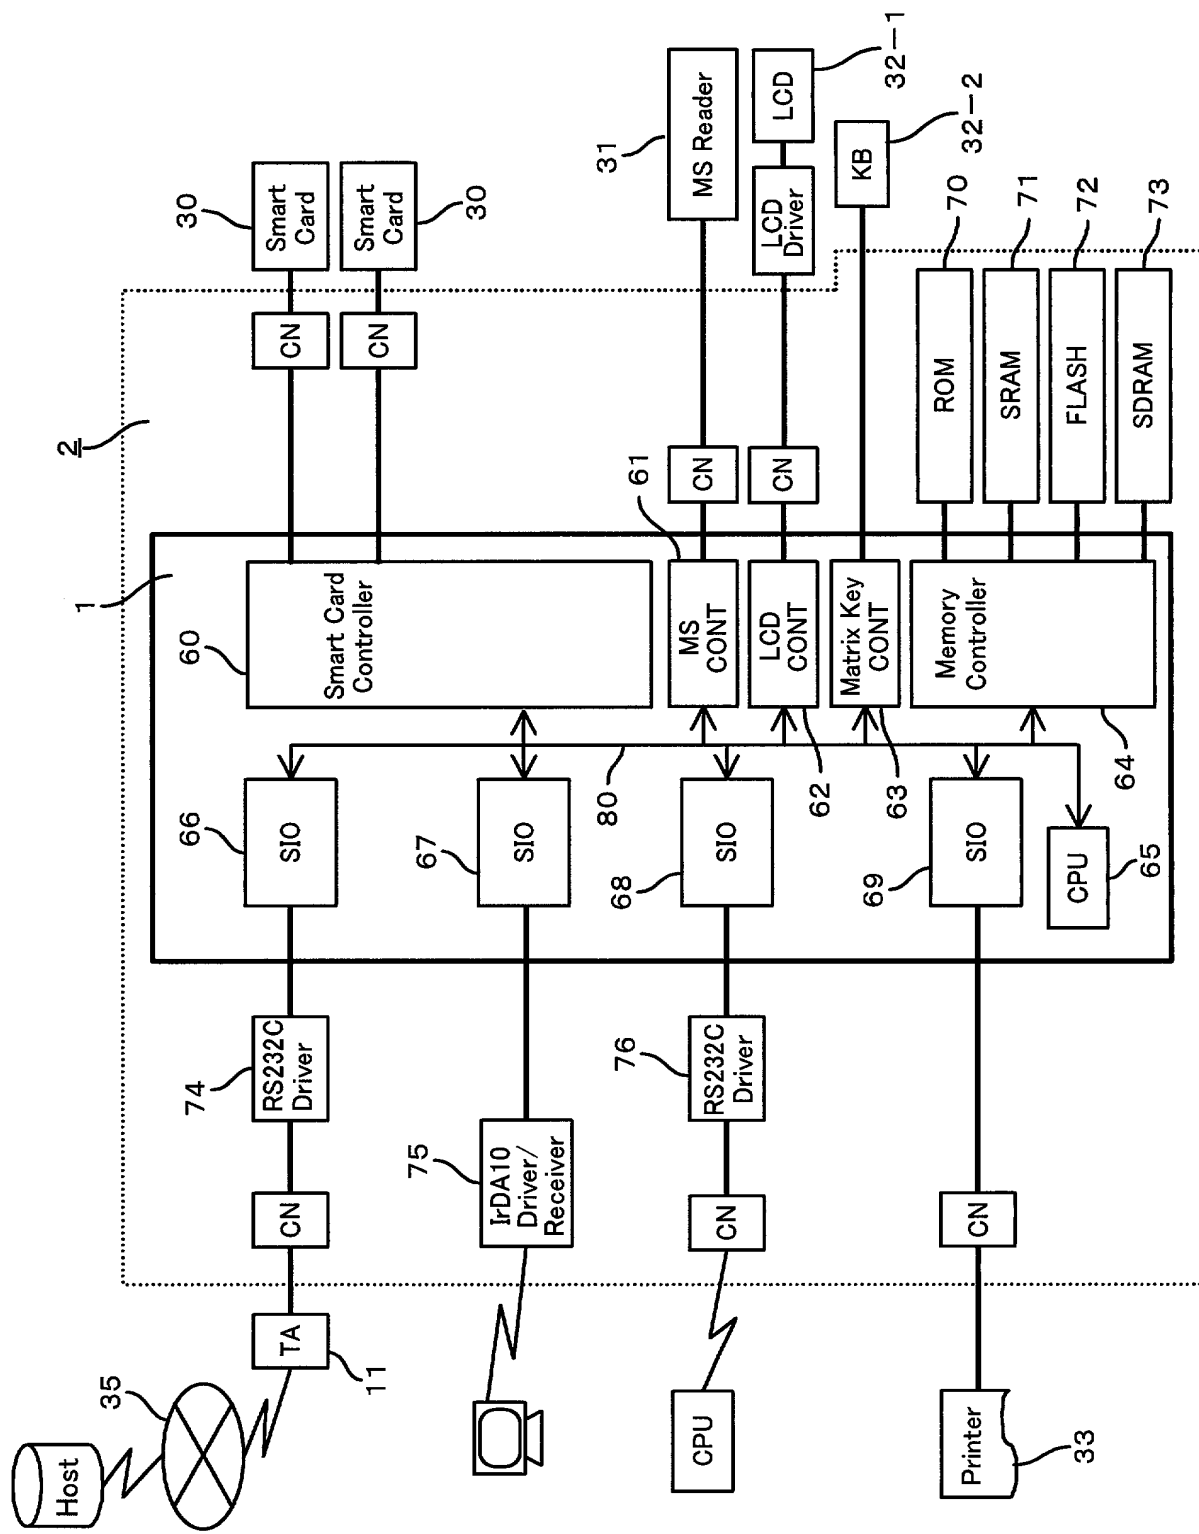 Host
35
TA
11
CN
74
RS232C
Driver
66
SIO
60
Smart Card
Controller
1
2
CN
CN
30
Smart
Card
Smart
Card
30
75
IrDA10
Driver/
Receiver
67
SIO
80
61
MS
CONT
CN
31
MS Reader
CPU
CN
76
RS232C
Driver
68
SIO
62
LCD
CONT
CN
LCD
Driver
LCD
32-1
63
Matrix Key
CONT
KB
32-2
Printer
33
CN
69
SIO
CPU
65
64
Memory
Controller
ROM
70
SRAM
71
FLASH
72
SDRAM
73